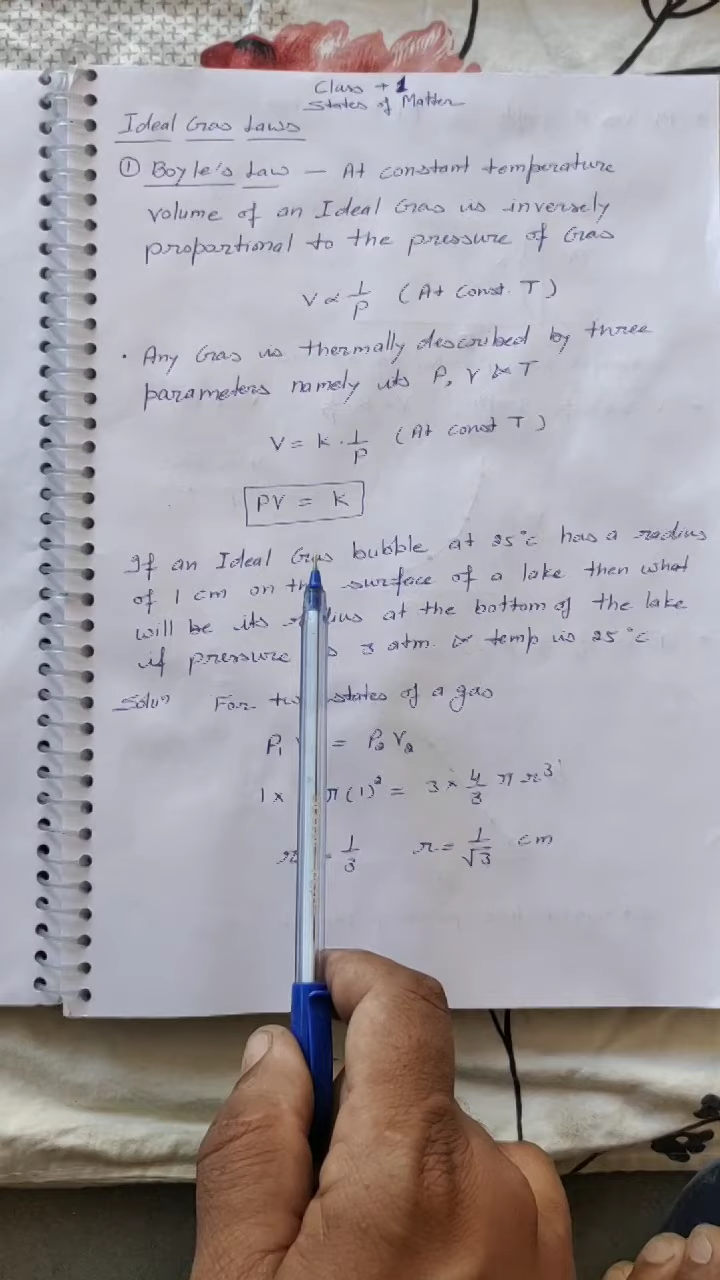 Class + 1
States of Matter
Ideal Gas Laws
① Boyle's Law — At constant temperature
volume of an Ideal Gas is inversely
proportional to the pressure of Gas
V ∝ 1/P (At Const. T)
· Any Gas is thermally described by three
parameters namely its P, V & T
V = k · 1/P (At const T)
PV = k
If an Ideal Gas bubble at 25°C has a radius
of 1 cm on surface of a lake then what
will be its at the bottom of the lake
if pressure 3 atm. & temp is 25°C
Soluⁿ For states of a gas
P₁ = P₂ V₂
1 × π (1)² = 3 × 4/3 π r³
1/3 r = 1/√3 cm